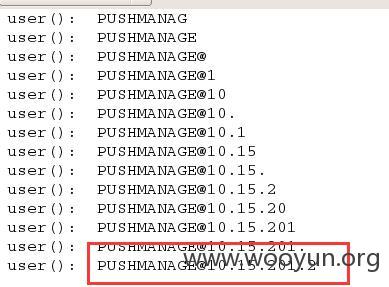 user():  PUSHMANAG
user():  PUSHMANAGE
user():  PUSHMANAGE@
user():  PUSHMANAGE@1
user():  PUSHMANAGE@10
user():  PUSHMANAGE@10.
user():  PUSHMANAGE@10.1
user():  PUSHMANAGE@10.15
user():  PUSHMANAGE@10.15.
user():  PUSHMANAGE@10.15.2
user():  PUSHMANAGE@10.15.20
user():  PUSHMANAGE@10.15.201
user():  PUSHMANAGE@10.15.201.
user():  PUSHMANAGE@10.15.201.2
www.wooyun.org